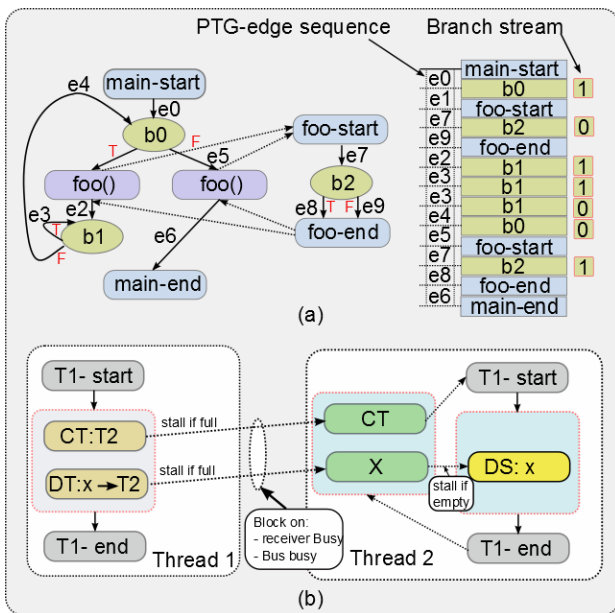 (a)
PTG-edge sequence
Branch stream
main-start
e0
b0
T
F
e4
e5
foo()
foo()
e3
e2
T
b1
F
e6
main-end
foo-start
e7
b2
e8
T
F
e9
foo-end
e0
e1
e7
e9
e2
e3
e3
e4
e5
e7
e8
e6
main-start
b0
1
foo-start
b2
0
foo-end
b1
1
b1
1
b1
0
b0
0
foo-start
b2
1
foo-end
main-end
(a)
T1- start
CT:T2
DT:x→T2
T1- end
Thread 1
stall if full
stall if full
Block on:
- receiver Busy
- Bus busy
CT
X
stall if
empty
T1- start
DS: x
T1- end
Thread 2
(b)